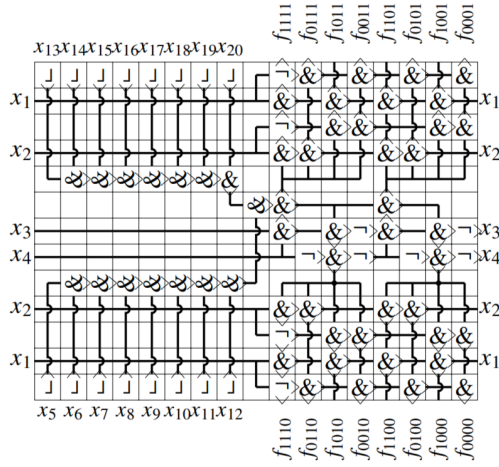 f1111 f0111 f1011 f0011 f1101 f0101 f1001 f0001
x13 x14 x15 x16 x17 x18 x19 x20
¬ ¬ ¬ ¬ ¬ ¬ ¬ ¬ ¬ & & & &
x1 & & & & x1
¬ & & & &
x2 & & & & x2
& & & & & & &
& & &
x3 & & ¬ & & ¬ x3
x4 ¬ & ¬ ¬ & ¬ x4
& & & & & & &
x2 & & & & x2
¬ & & & &
x1 & & & & x1
¬ ¬ ¬ ¬ ¬ ¬ ¬ ¬ ¬ & & & &
x5 x6 x7 x8 x9 x10 x11 x12
f1110 f0110 f1010 f0010 f1100 f0100 f1000 f0000